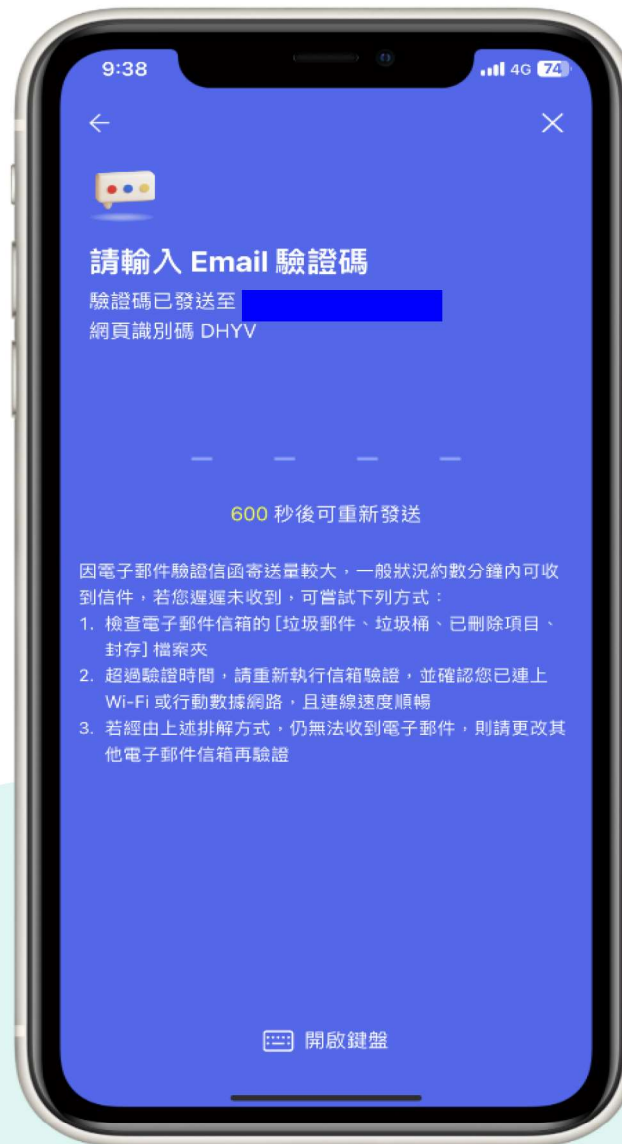 9:38
4G 74
請輸入 Email 驗證碼
驗證碼已發送至
網頁識別碼 DHYV
600 秒後可重新發送
因電子郵件驗證信函寄送量較大，一般狀況約數分鐘內可收
到信件，若您遲遲未收到，可嘗試下列方式：
1. 檢查電子郵件信箱的 [垃圾郵件、垃圾桶、已刪除項目、
封存] 檔案夾
2. 超過驗證時間，請重新執行信箱驗證，並確認您已連上
Wi-Fi 或行動數據網路，且連線速度順暢
3. 若經由上述排解方式，仍無法收到電子郵件，則請更改其
他電子郵件信箱再驗證
開啟鍵盤